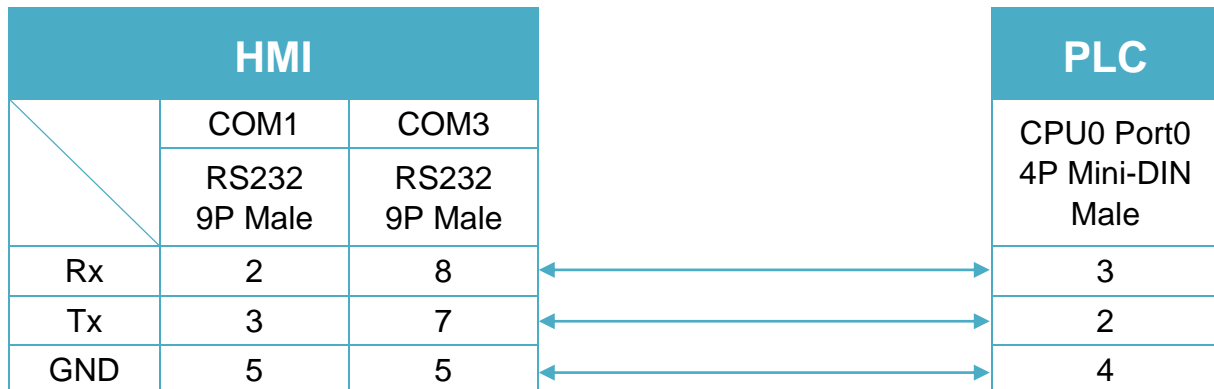 HMI PLC
COM1 COM3
RS232 9P Male RS232 9P Male
CPU0 Port0
4P Mini-DIN
Male
Rx 2 8 3
Tx 3 7 2
GND 5 5 4